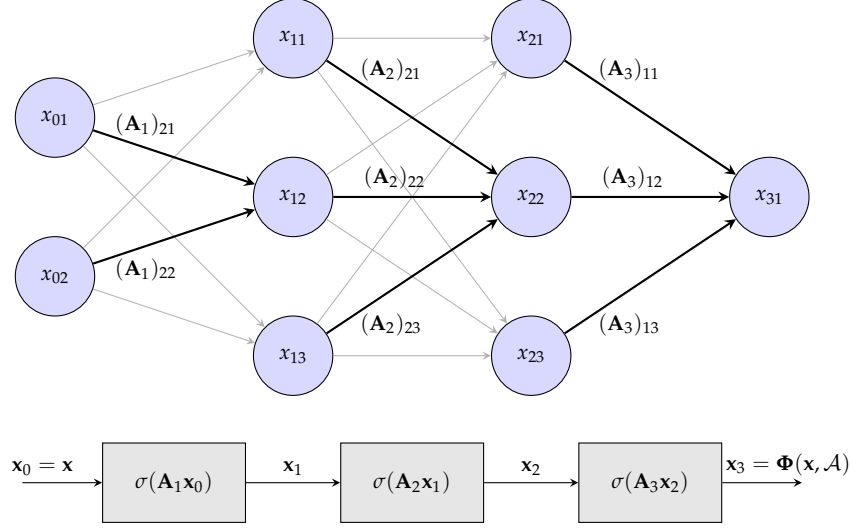 x₁₁
x₂₁
(A₂)₂₁
(A₃)₁₁
x₀₁
(A₁)₂₁
(A₂)₂₂
(A₃)₁₂
x₁₂
x₂₂
x₃₁
x₀₂
(A₁)₂₂
(A₂)₂₃
(A₃)₁₃
x₁₃
x₂₃
x₀ = x
σ(A₁x₀)
x₁
σ(A₂x₁)
x₂
σ(A₃x₂)
x₃ = Φ(x, 𝒜)